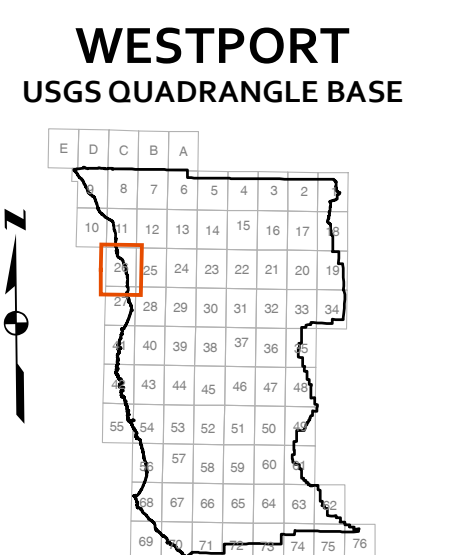 WESTPORT
USGS QUADRANGLE BASE
E D C B A
9 8 7 6 5 4 3 2 1
10 11 12 13 14 15 16 17 18
26 25 24 23 22 21 20 19
27 28 29 30 31 32 33 34
41 40 39 38 37 36 35
42 43 44 45 46 47 48
55 54 53 52 51 50 49
56 57 58 59 60 61
68 67 66 65 64 63 62
69 70 71 72 73 74 75 76
Z